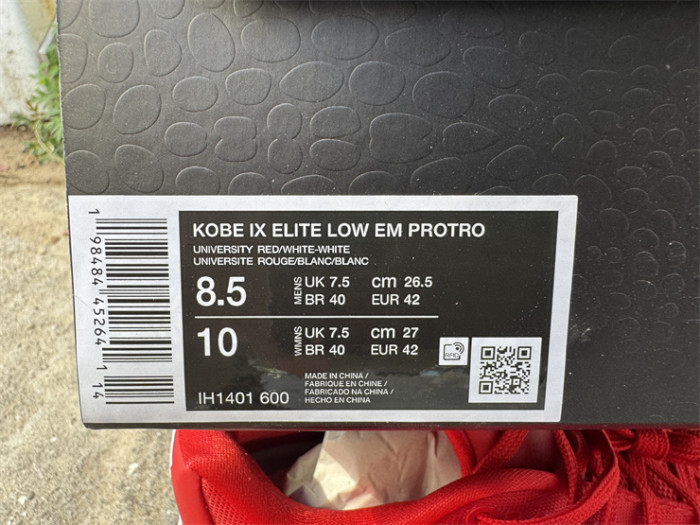 KOBE IX ELITE LOW EM PROTRO
UNIVERSITY RED/WHITE-WHITE
UNIVERSITE ROUGE/BLANC/BLANC
8.5 MENS UK 7.5 cm 26.5
BR 40 EUR 42
10 WMNS UK 7.5 cm 27
BR 40 EUR 42
MADE IN CHINA /
FABRIQUE EN CHINE /
FABRICADO NA CHINA /
HECHO EN CHINA
IH1401 600
RFID
1 98484 45264 1 14